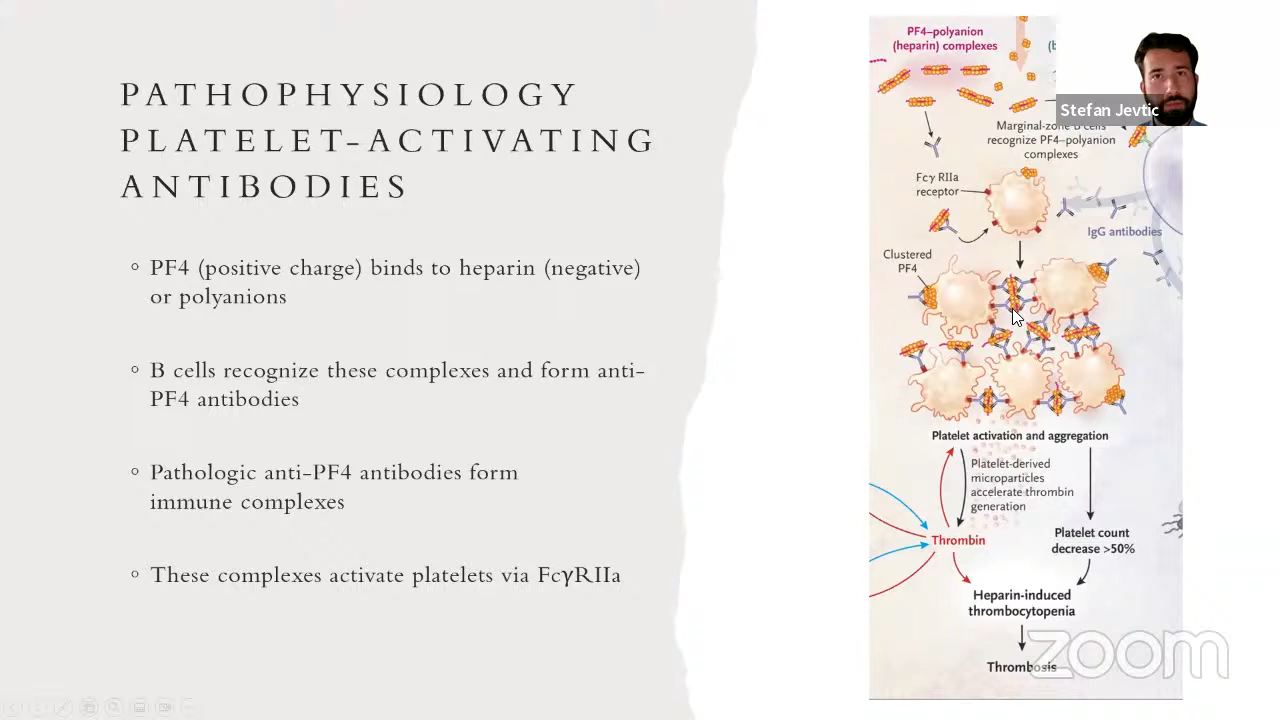 PATHOPHYSIOLOGY
PLATELET-ACTIVATING
ANTIBODIES
PF4 (positive charge) binds to heparin (negative)
or polyanions
B cells recognize these complexes and form anti-
PF4 antibodies
Pathologic anti-PF4 antibodies form
immune complexes
These complexes activate platelets via FcγRIIa
PF4–polyanion
(heparin) complexes
(b
Stefan Jevtic
Marginal-zone B cells
recognize PF4–polyanion
complexes
Fcγ RIIa
receptor
IgG antibodies
Clustered
PF4
Platelet activation and aggregation
Platelet-derived
microparticles
accelerate thrombin
generation
Thrombin
Platelet count
decrease >50%
Heparin-induced
thrombocytopenia
Thrombosis
zoom